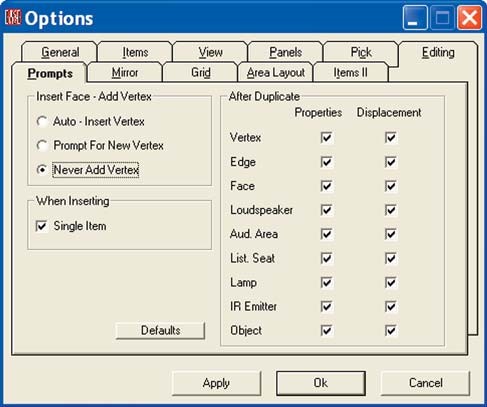 Options
General Items View Panels Pick Editing
Prompts Mirror Grid Area Layout Items II
Insert Face - Add Vertex
Auto - Insert Vertex
Prompt For New Vertex
Never Add Vertex
When Inserting
Single Item
Defaults
After Duplicate
Properties Displacement
Vertex
Edge
Face
Loudspeaker
Aud. Area
List. Seat
Lamp
IR Emitter
Object
Apply Ok Cancel